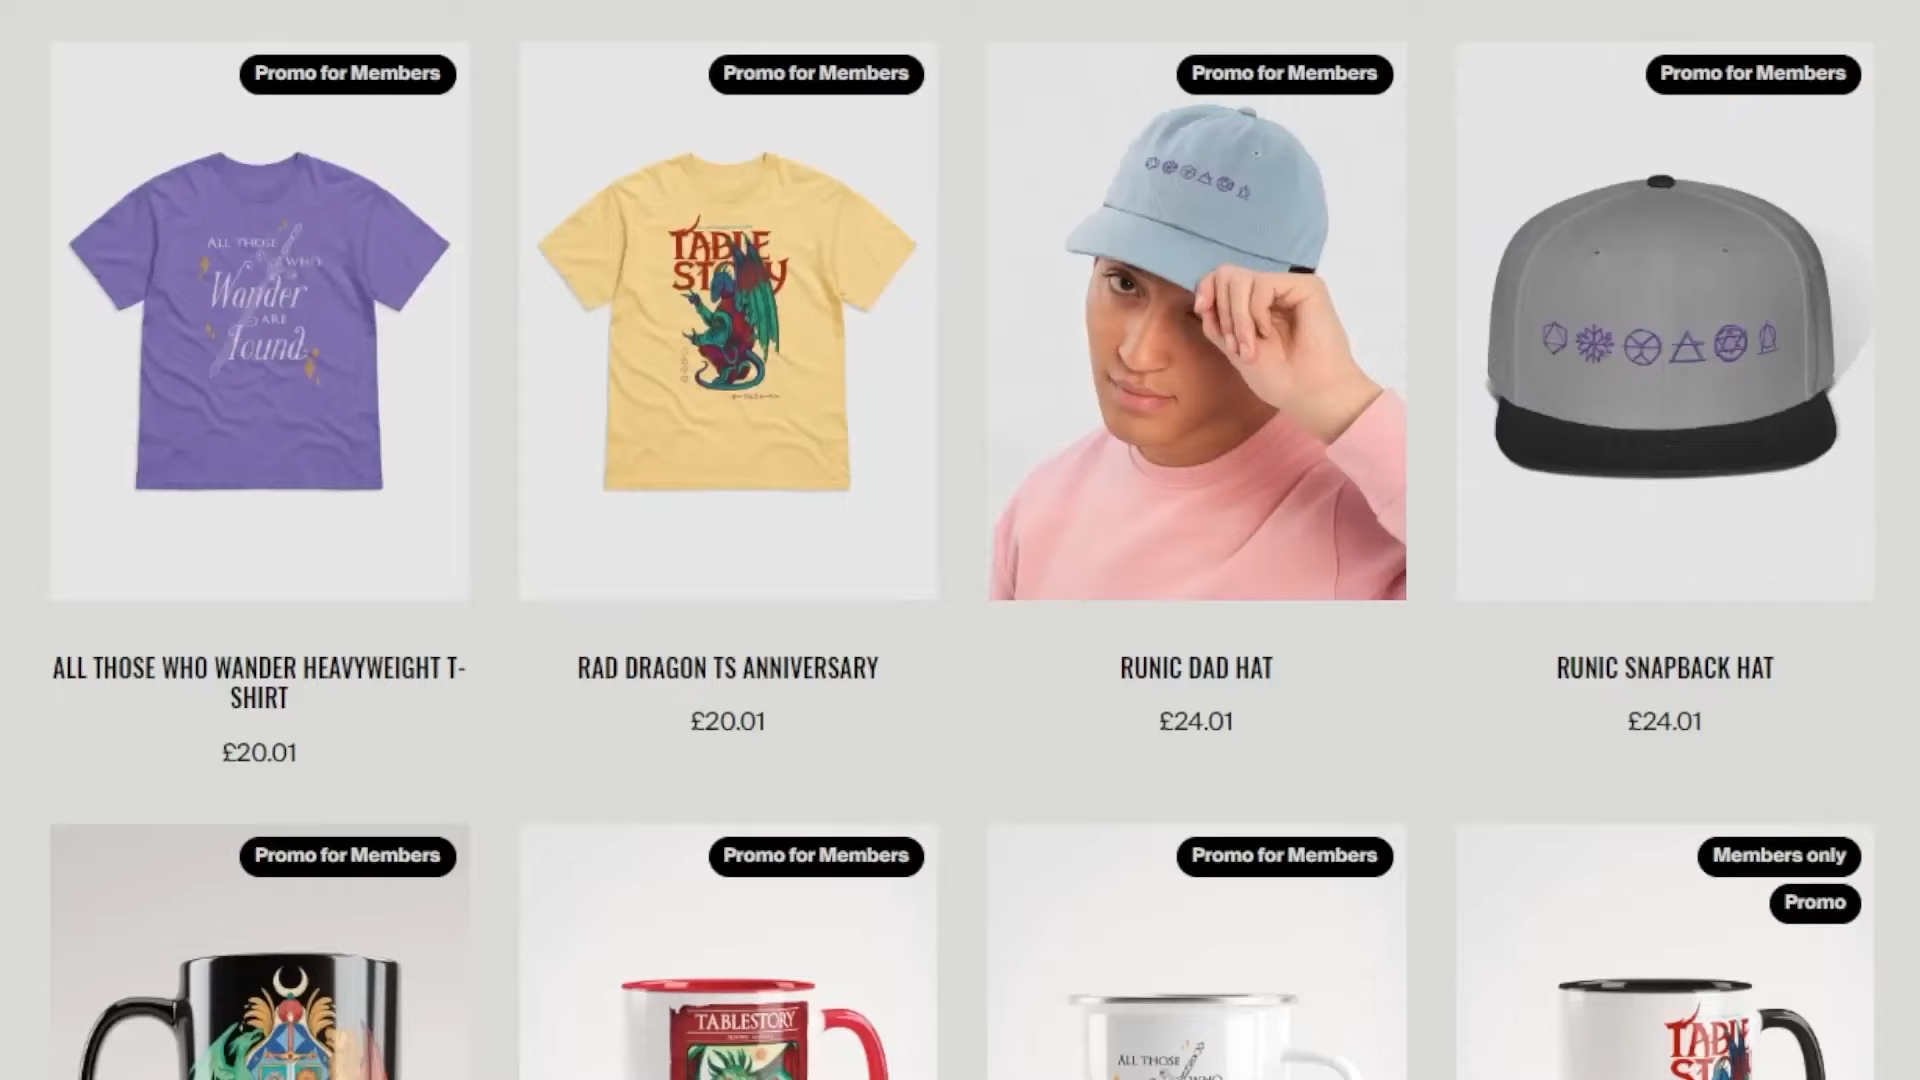 Promo for Members
Promo for Members
Promo for Members
Promo for Members
ALL THOSE
WHO
Wander
ARE
Found
TABLE
STORY
ALL THOSE WHO WANDER HEAVYWEIGHT T-
SHIRT
£20.01
RAD DRAGON TS ANNIVERSARY
£20.01
RUNIC DAD HAT
£24.01
RUNIC SNAPBACK HAT
£24.01
Promo for Members
Promo for Members
Promo for Members
Members only
Promo
TABLESTORY
ALL THOSE
WHO
TABLE